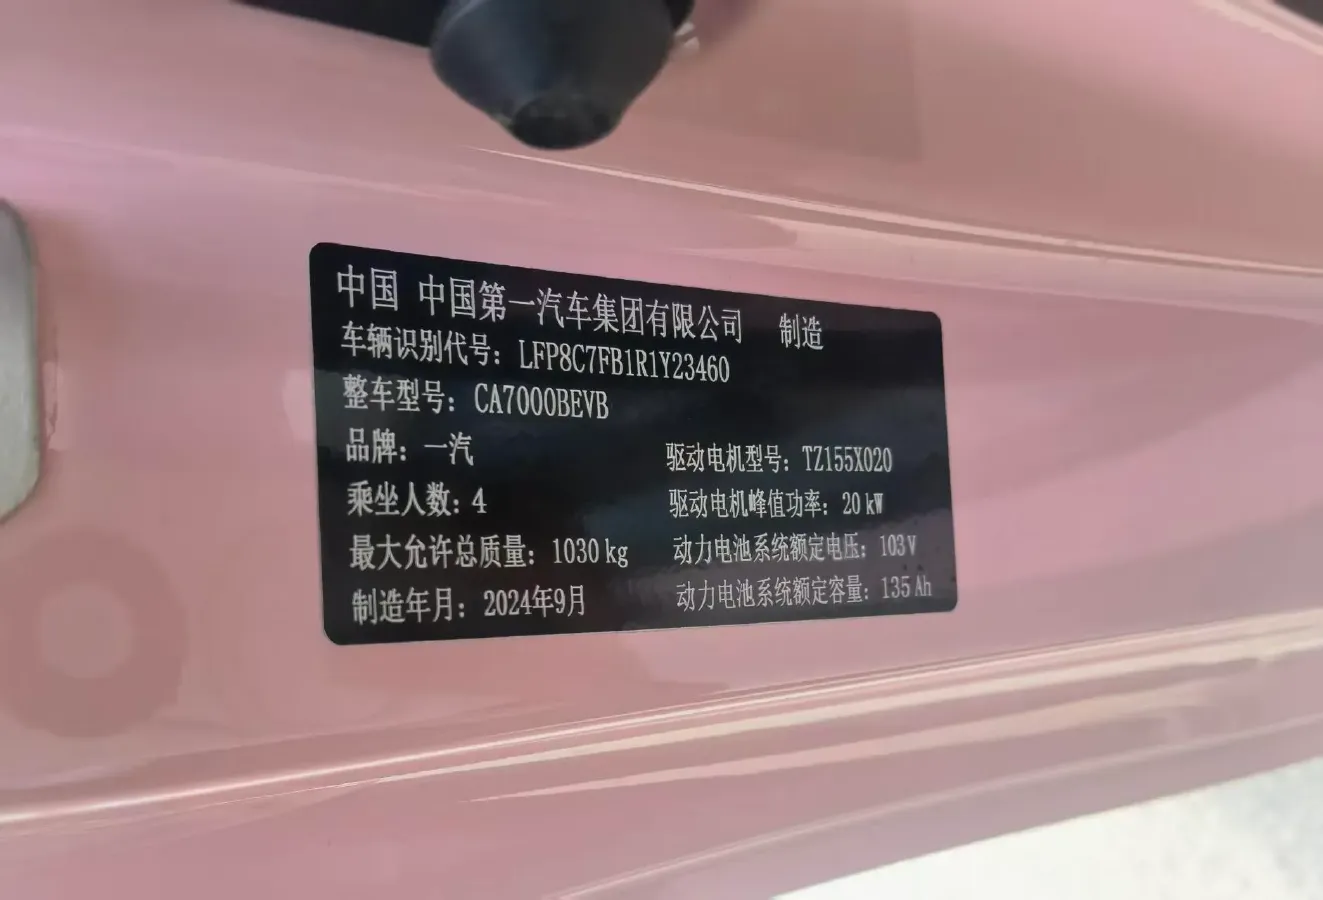 中国 中国第一汽车集团有限公司 制造
车辆识别代号：LFP8C7FB1R1Y23460
整车型号：CA7000BEVB
品牌：一汽 驱动电机型号：TZ155X020
乘坐人数：4 驱动电机峰值功率：20 kW
最大允许总质量：1030 kg 动力电池系统额定电压：103 V
制造年月：2024年9月 动力电池系统额定容量：135 Ah